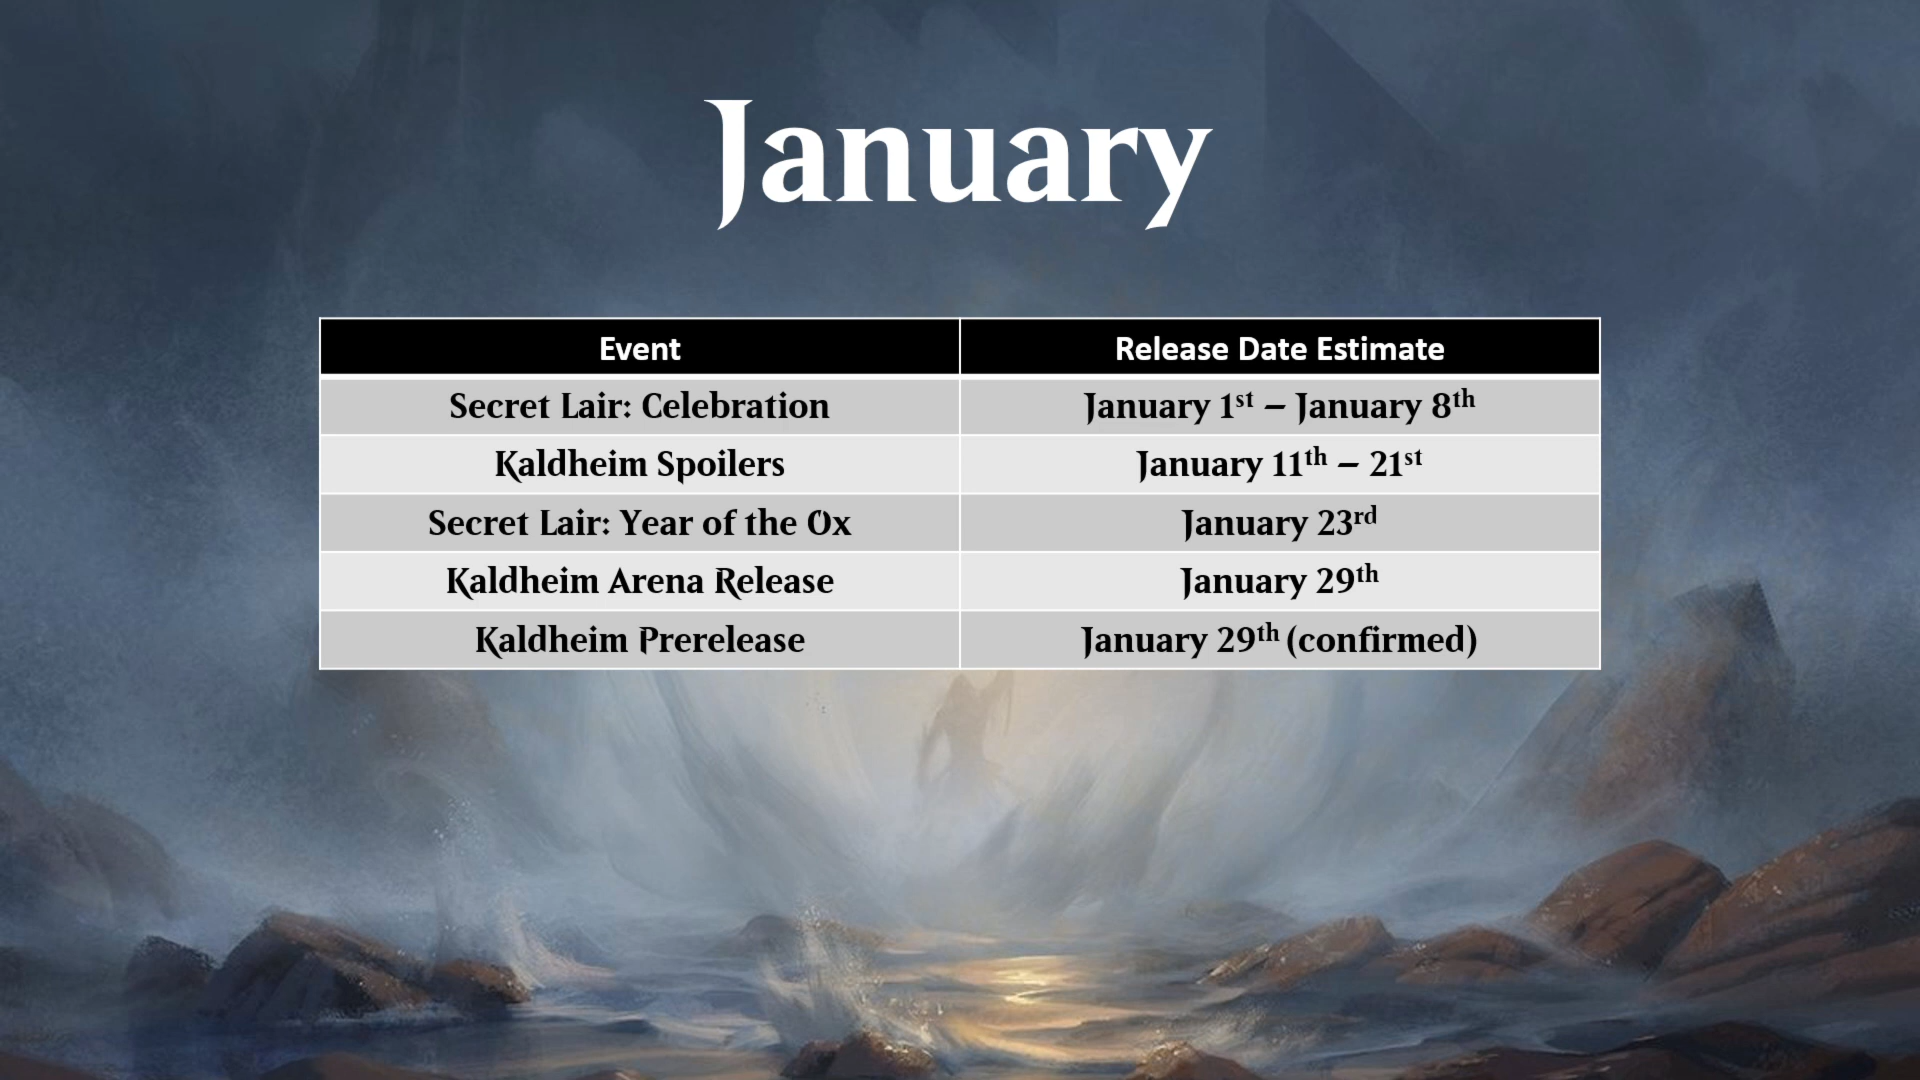 January
Event Release Date Estimate
Secret Lair: Celebration January 1st – January 8th
Kaldheim Spoilers January 11th – 21st
Secret Lair: Year of the Ox January 23rd
Kaldheim Arena Release January 29th
Kaldheim Prerelease January 29th (confirmed)